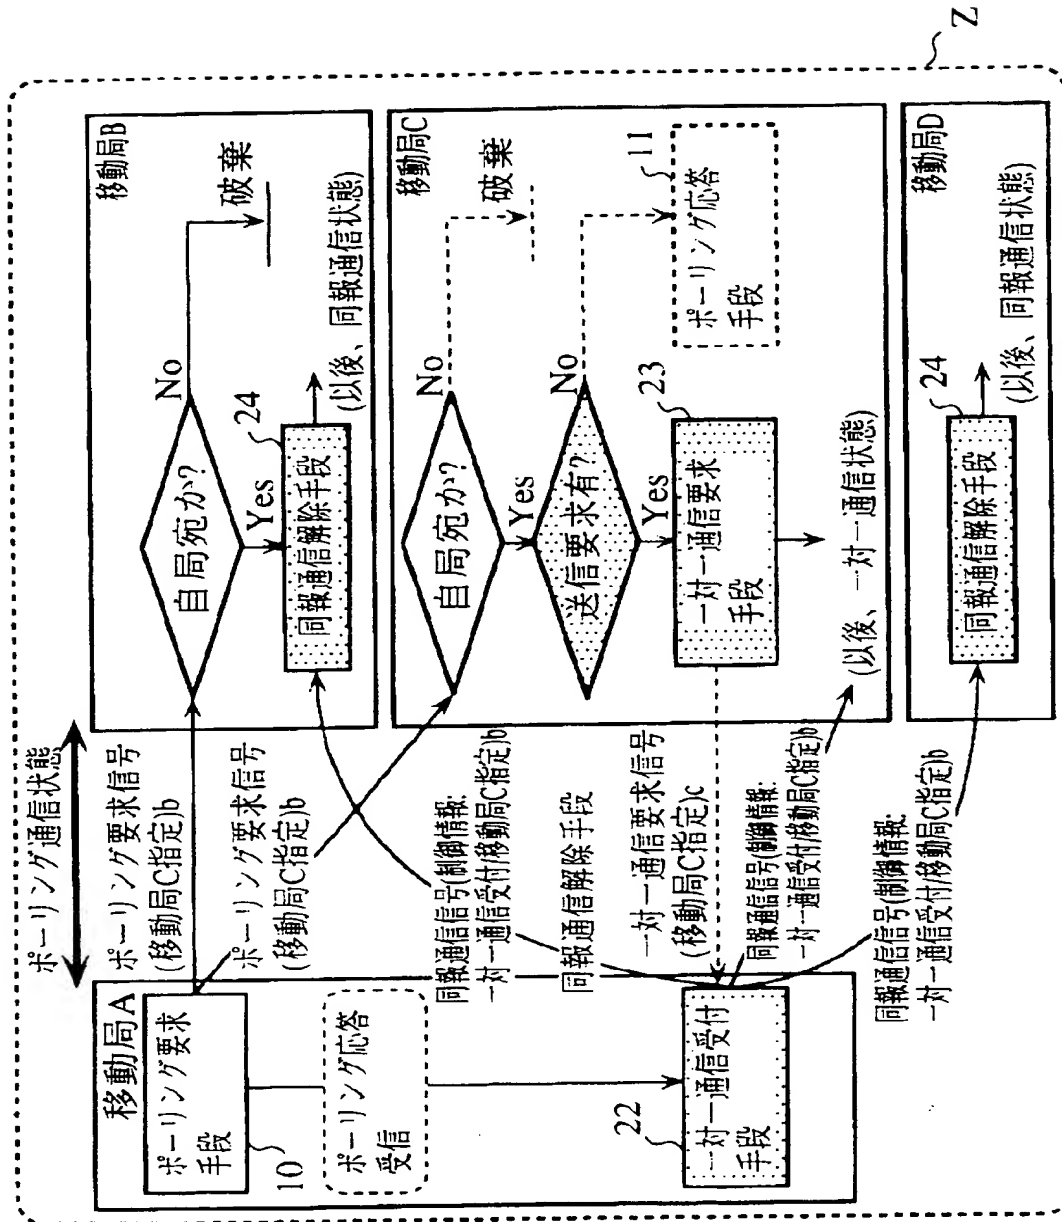 Z
ポーリング通信状態
移動局A
ポーリング要求
手段
10
ポーリング応答
受信
22
一対一通信受付
手段
ポーリング要求信号
(移動局C指定)b
ポーリング要求信号
(移動局C指定)b
同報通信信号(制御情報:
一対一通信受付/移動局C指定)b
同報通信解除手段
一対一通信要求信号
(移動局C指定)c
同報通信信号(制御情報:
一対一通信受付/移動局C指定)b
同報通信信号(制御情報:
一対一通信受付/移動局C指定)b
移動局B
自局宛か?
No
破棄
Yes
24
同報通信解除手段
(以後、同報通信状態)
移動局C
自局宛か?
No
破棄
Yes
送信要求有?
No
11
ポーリング応答
手段
Yes
23
一対一通信要求
手段
(以後、一対一通信状態)
移動局D
24
同報通信解除手段
(以後、同報通信状態)